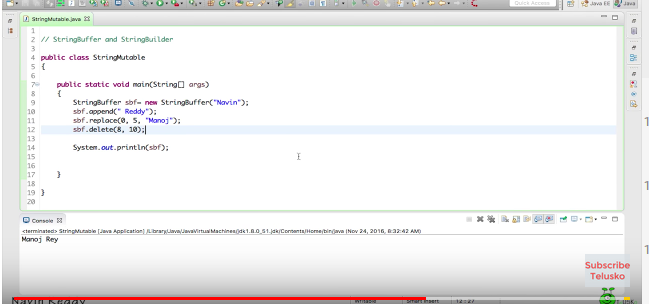 Quick Access
Java EE
Java
StringMutable.java
1
2 // StringBuffer and StringBuilder
3
4 public class StringMutable
5 {
6
7 public static void main(String[] args)
8 {
9 StringBuffer sbf= new StringBuffer("Navin");
10 sbf.append(" Reddy");
11 sbf.replace(0, 5, "Manoj");
12 sbf.delete(8, 10);
13
14 System.out.println(sbf);
15
16
17 }
18
19 }
20
Console
<terminated> StringMutable [Java Application] /Library/Java/JavaVirtualMachines/jdk1.8.0_51.jdk/Contents/Home/bin/java (Nov 24, 2016, 8:32:42 AM)
Manoj Rey
Subscribe
Telusko
Navin Reddy
Writable
Smart Insert
12 : 27
1
1
1